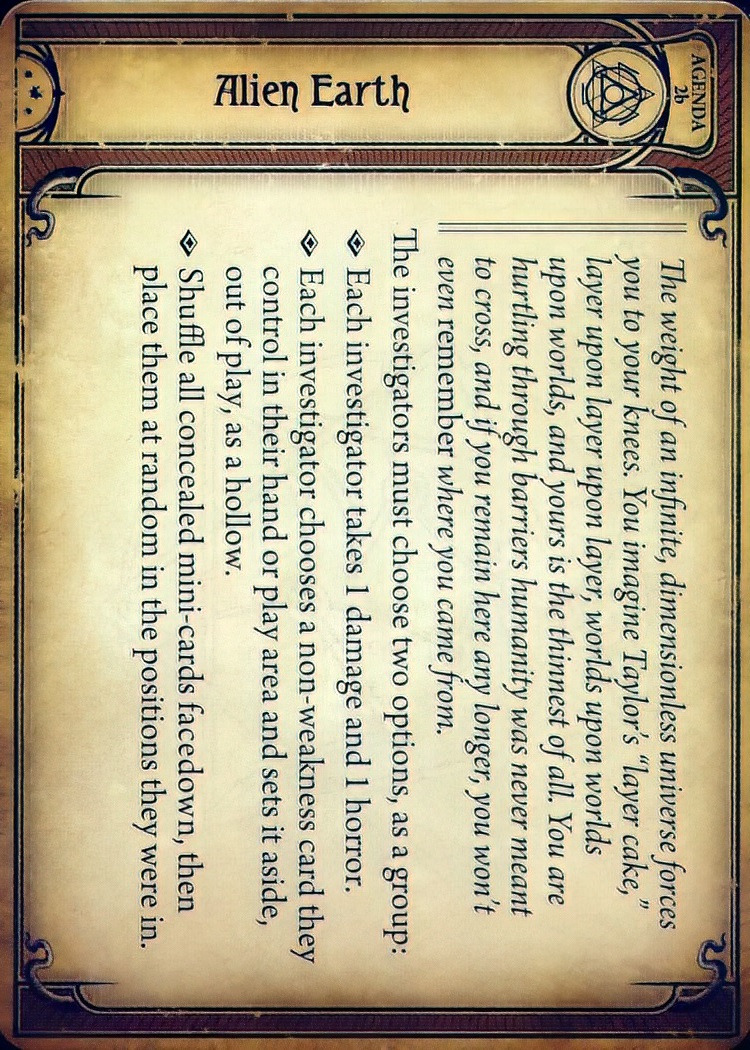 AGENDA
2b
Alien Earth
The weight of an infinite, dimensionless universe forces
you to your knees. You imagine Taylor’s “layer cake,”
layer upon layer upon layer, worlds upon worlds
upon worlds, and yours is the thinnest of all. You are
hurtling through barriers humanity was never meant
to cross, and if you remain here any longer, you won’t
even remember where you came from.
The investigators must choose two options, as a group:
Each investigator takes 1 damage and 1 horror.
Each investigator chooses a non-weakness card they
control in their hand or play area and sets it aside,
out of play, as a hollow.
Shuffle all concealed mini-cards facedown, then
place them at random in the positions they were in.